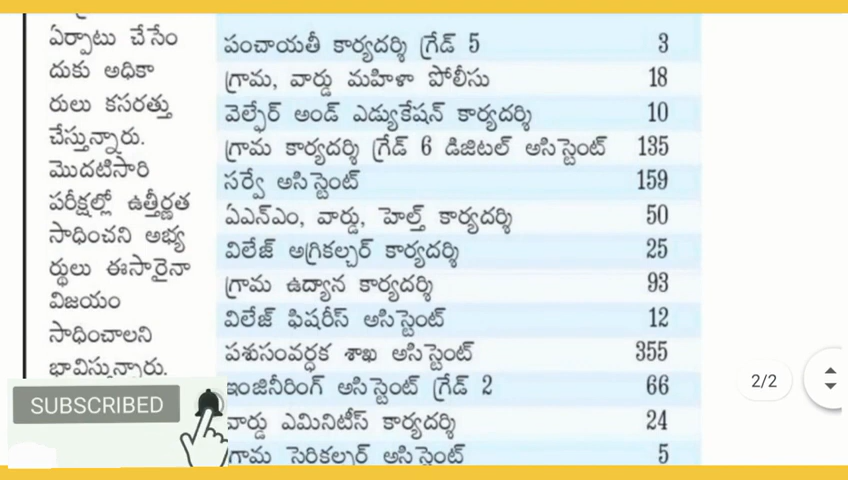 ఏర్పాటు చేసేం
దుకు అధికా
రులు కసరత్తు
చేస్తున్నారు.
మొదటిసారి
పరీక్షల్లో ఉత్తీర్ణత
సాధించని అభ్య
ర్థులు ఈసారైనా
విజయం
సాధించాలని
భావిస్తున్నారు.
పంచాయతీ కార్యదర్శి గ్రేడ్ 5 3
గ్రామ, వార్డు మహిళా పోలీసు 18
వెల్ఫేర్ అండ్ ఎడ్యుకేషన్ కార్యదర్శి 10
గ్రామ కార్యదర్శి గ్రేడ్ 6 డిజిటల్ అసిస్టెంట్ 135
సర్వే అసిస్టెంట్ 159
ఏఎన్ఎం, వార్డు, హెల్త్ కార్యదర్శి 50
విలేజ్ అగ్రికల్చర్ కార్యదర్శి 25
గ్రామ ఉద్యాన కార్యదర్శి 93
విలేజ్ ఫిషరీస్ అసిస్టెంట్ 12
పశుసంవర్ధక శాఖ అసిస్టెంట్ 355
ఇంజినీరింగ్ అసిస్టెంట్ గ్రేడ్ 2 66
వార్డు ఎమినిటీస్ కార్యదర్శి 24
గ్రామ సెరికల్చర్ అసిస్టెంట్ 5
2/2
SUBSCRIBED